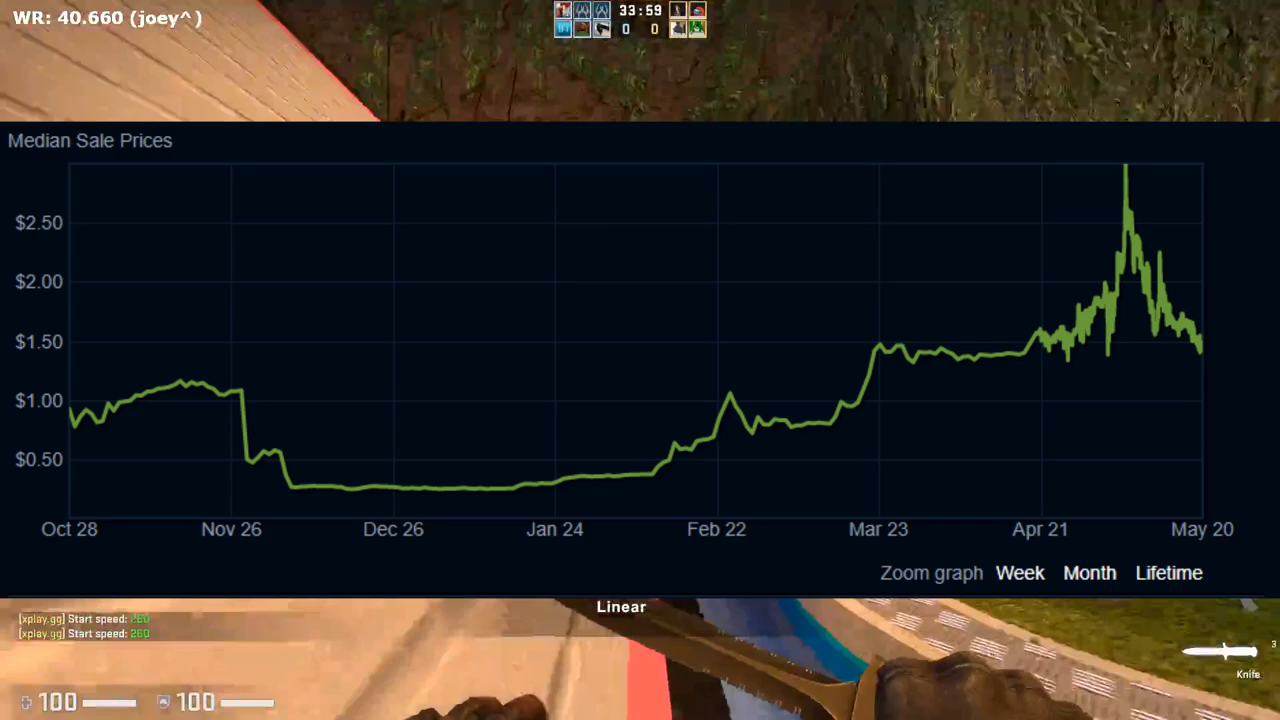 WR: 40.660 (joey^)
33:59
0 0
Median Sale Prices
$2.50
$2.00
$1.50
$1.00
$0.50
Oct 28 Nov 26 Dec 26 Jan 24 Feb 22 Mar 23 Apr 21 May 20
Zoom graph Week Month Lifetime
Linear
[xplay.gg] Start speed: 260
[xplay.gg] Start speed: 260
3
Knife
100 100